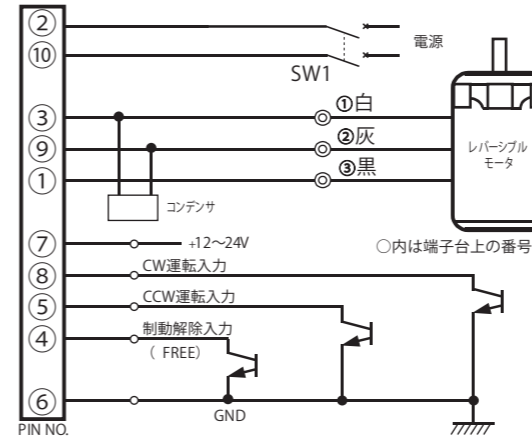 ② 電源
⑩
SW1
③ ①白
⑨ ②灰
① ③黒
レバーシブル
モータ
コンデンサ
⑦ +12～24V
○内は端子台上の番号
⑧ CW運転入力
⑤ CCW運転入力
④ 制動解除入力
( FREE)
⑥ GND
PIN NO.